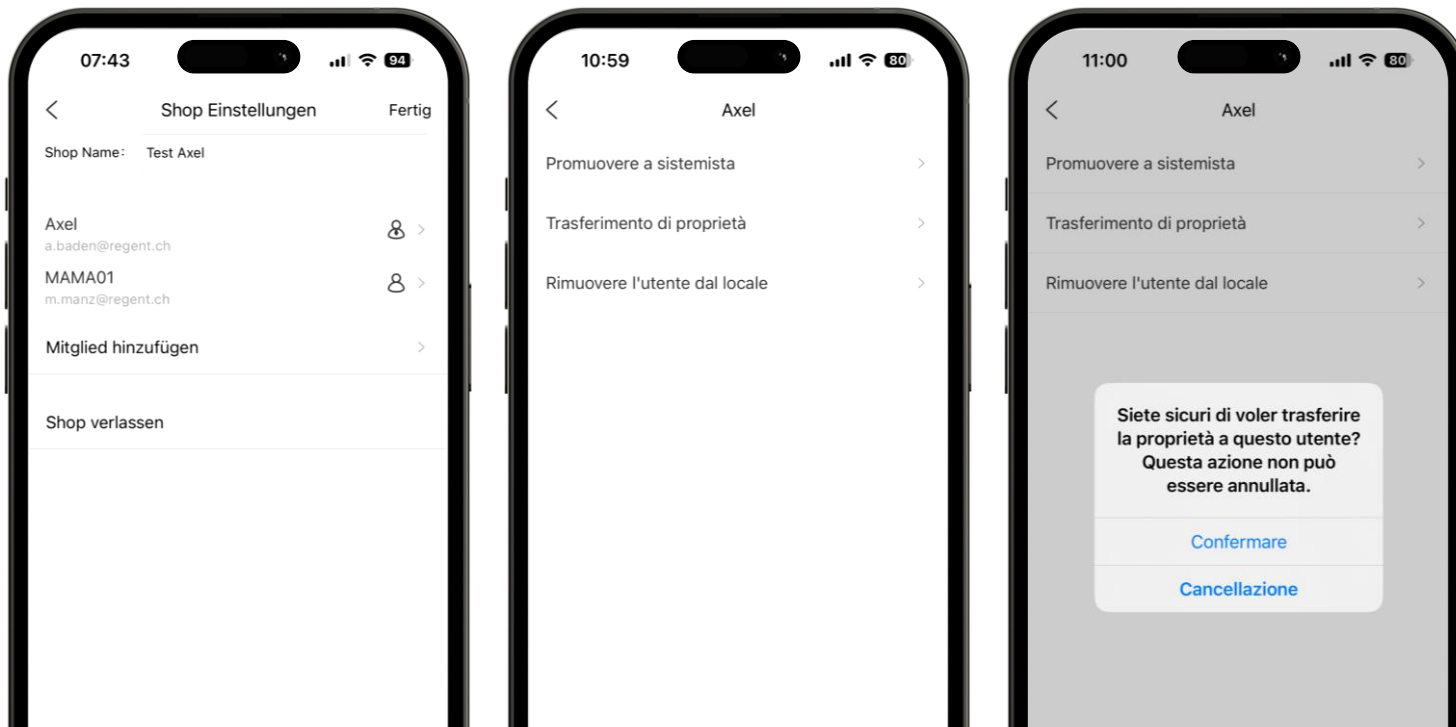 07:43
94
Shop Einstellungen
Fertig
Shop Name:
Test Axel
Axel
a.baden@regent.ch
MAMA01
m.manz@regent.ch
Mitglied hinzufügen
Shop verlassen
10:59
80
Axel
Promuovere a sistemista
Trasferimento di proprietà
Rimuovere l'utente dal locale
11:00
80
Axel
Promuovere a sistemista
Trasferimento di proprietà
Rimuovere l'utente dal locale
Siete sicuri di voler trasferire
la proprietà a questo utente?
Questa azione non può
essere annullata.
Confermare
Cancellazione